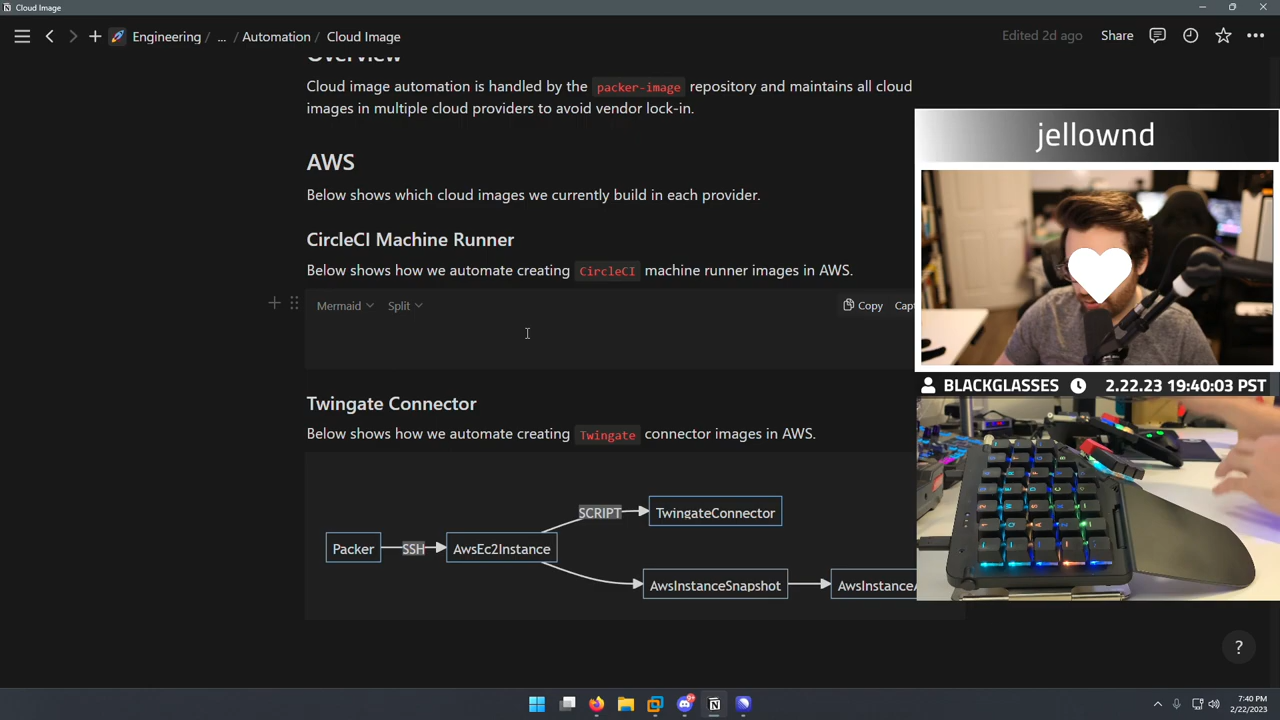 Cloud Image
Engineering / ... / Automation / Cloud Image
Edited 2d ago Share
Overview
Cloud image automation is handled by the packer-image repository and maintains all cloud
images in multiple cloud providers to avoid vendor lock-in.
AWS
Below shows which cloud images we currently build in each provider.
CircleCI Machine Runner
Below shows how we automate creating CircleCI machine runner images in AWS.
Mermaid Split Copy Capt
Twingate Connector
Below shows how we automate creating Twingate connector images in AWS.
SCRIPT TwingateConnector
Packer SSH AwsEc2Instance
AwsInstanceSnapshot AwsInstanceA
?
jellownd
BLACKGLASSES 2.22.23 19:40:03 PST
7:40 PM
2/22/2023